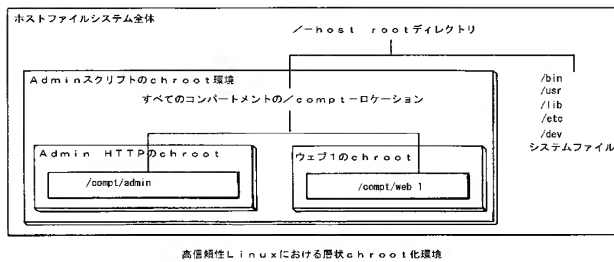 ホストファイルシステム全体
／－ｈｏｓｔ ｒｏｏｔディレクトリ
Ａｄｍｉｎスクリプトのｃｈｒｏｏｔ環境
すべてのコンパートメントの／ｃｏｍｐｔ－ロケーション
/bin
/usr
/lib
/etc
/dev
システムファイル
Ａｄｍｉｎ ＨＴＴＰのｃｈｒｏｏｔ
ウェブ1のｃｈｒｏｏｔ
/compt/admin
/compt/web 1
高信頼性Ｌｉｎｕｘにおける層状ｃｈｒｏｏｔ化環境